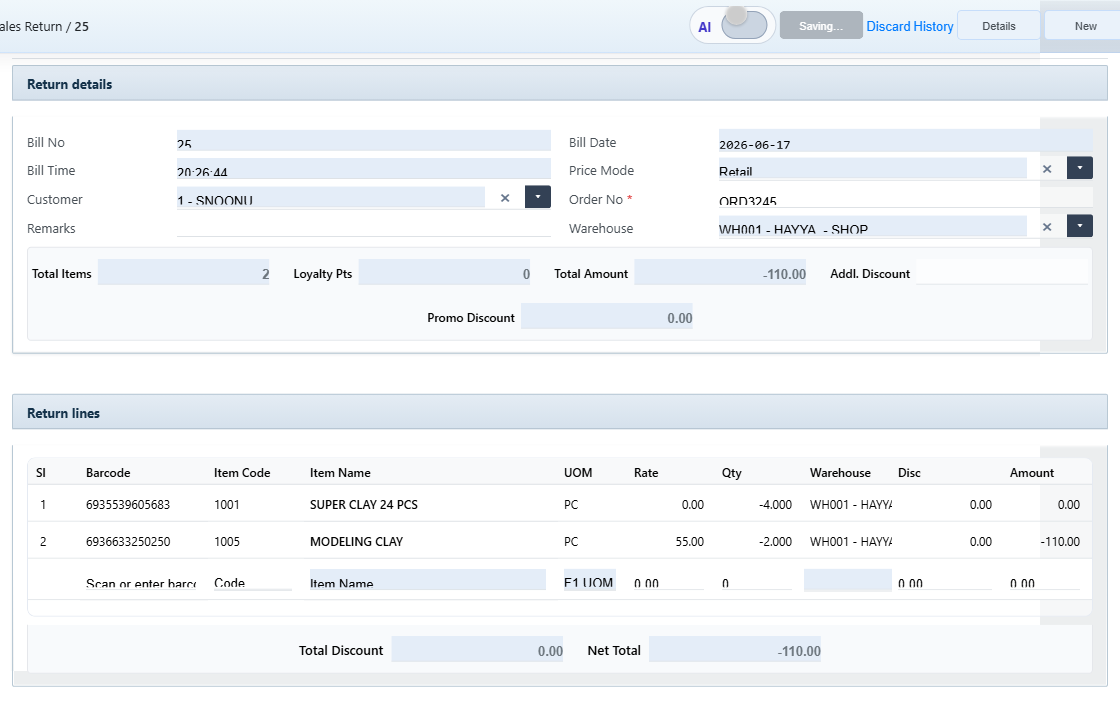 ales Return / 25 AI Saving... Discard History Details New
Return details
Bill No 25 Bill Date 2026-06-17
Bill Time 20:26:44 Price Mode Retail
Customer 1 - SNOONU Order No * ORD3245
Remarks Warehouse WH001 - HAYYA - SHOP
Total Items 2 Loyalty Pts 0 Total Amount -110.00 Addl. Discount
Promo Discount 0.00
Return lines
Sl Barcode Item Code Item Name UOM Rate Qty Warehouse Disc Amount
1 6935539605683 1001 SUPER CLAY 24 PCS PC 0.00 -4.000 WH001 - HAYYA 0.00 0.00
2 6936633250250 1005 MODELING CLAY PC 55.00 -2.000 WH001 - HAYYA 0.00 -110.00
Scan or enter barc Code Item Name F1 UOM 0.00 0 0.00 0.00
Total Discount 0.00 Net Total -110.00